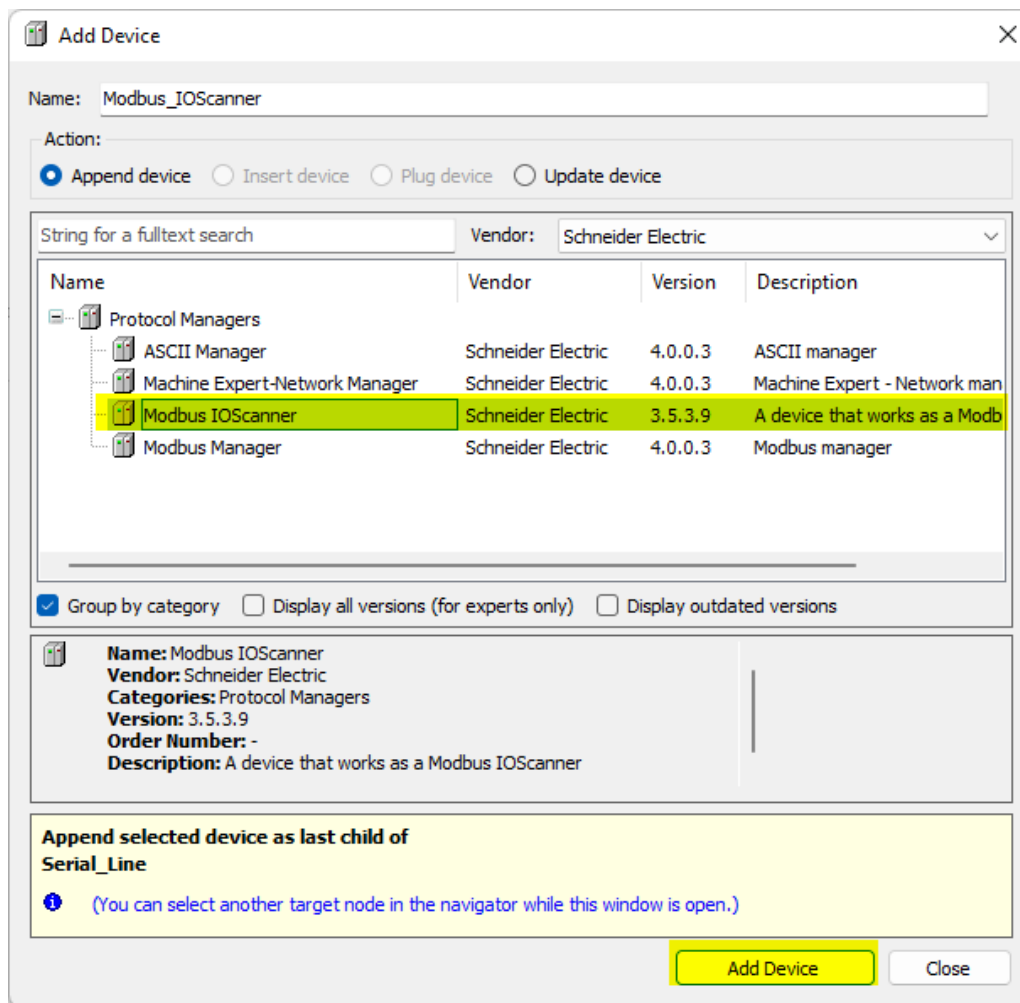 Add Device
Name: Modbus_IOScanner
Action:
Append device Insert device Plug device Update device
String for a fulltext search Vendor: Schneider Electric
Name Vendor Version Description
Protocol Managers
ASCII Manager Schneider Electric 4.0.0.3 ASCII manager
Machine Expert-Network Manager Schneider Electric 4.0.0.3 Machine Expert - Network man
Modbus IOScanner Schneider Electric 3.5.3.9 A device that works as a Modb
Modbus Manager Schneider Electric 4.0.0.3 Modbus manager
Group by category Display all versions (for experts only) Display outdated versions
Name: Modbus IOScanner
Vendor: Schneider Electric
Categories: Protocol Managers
Version: 3.5.3.9
Order Number: -
Description: A device that works as a Modbus IOScanner
Append selected device as last child of
Serial_Line
(You can select another target node in the navigator while this window is open.)
Add Device Close